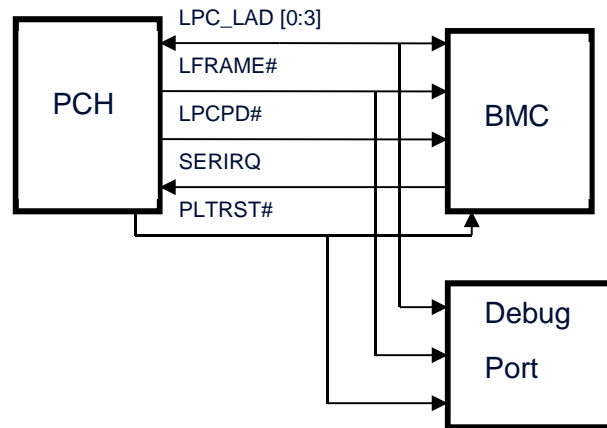 LPC_LAD [0:3]
LFRAME#
PCH
LPCPD#
BMC
SERIRQ
PLTRST#
Debug
Port